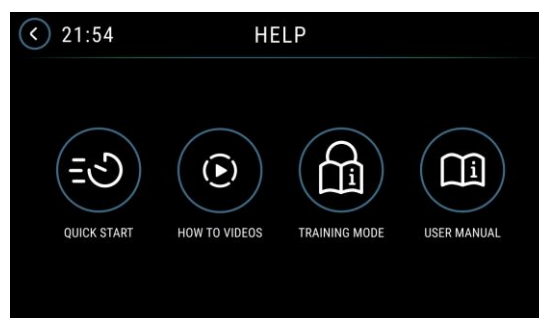 21:54 HELP
QUICK START HOW TO VIDEOS TRAINING MODE USER MANUAL